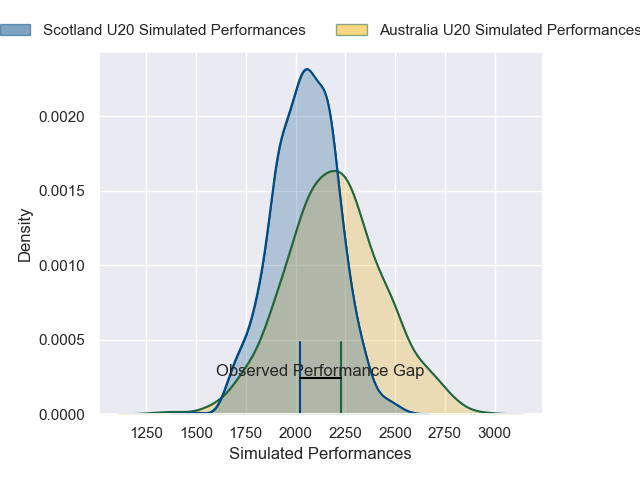 Scotland U20 Simulated Performances
Australia U20 Simulated Performances
0.0020
0.0015
0.0010
0.0005
0.0000
Density
Observed Performance Gap
1250 1500 1750 2000 2250 2500 2750 3000
Simulated Performances